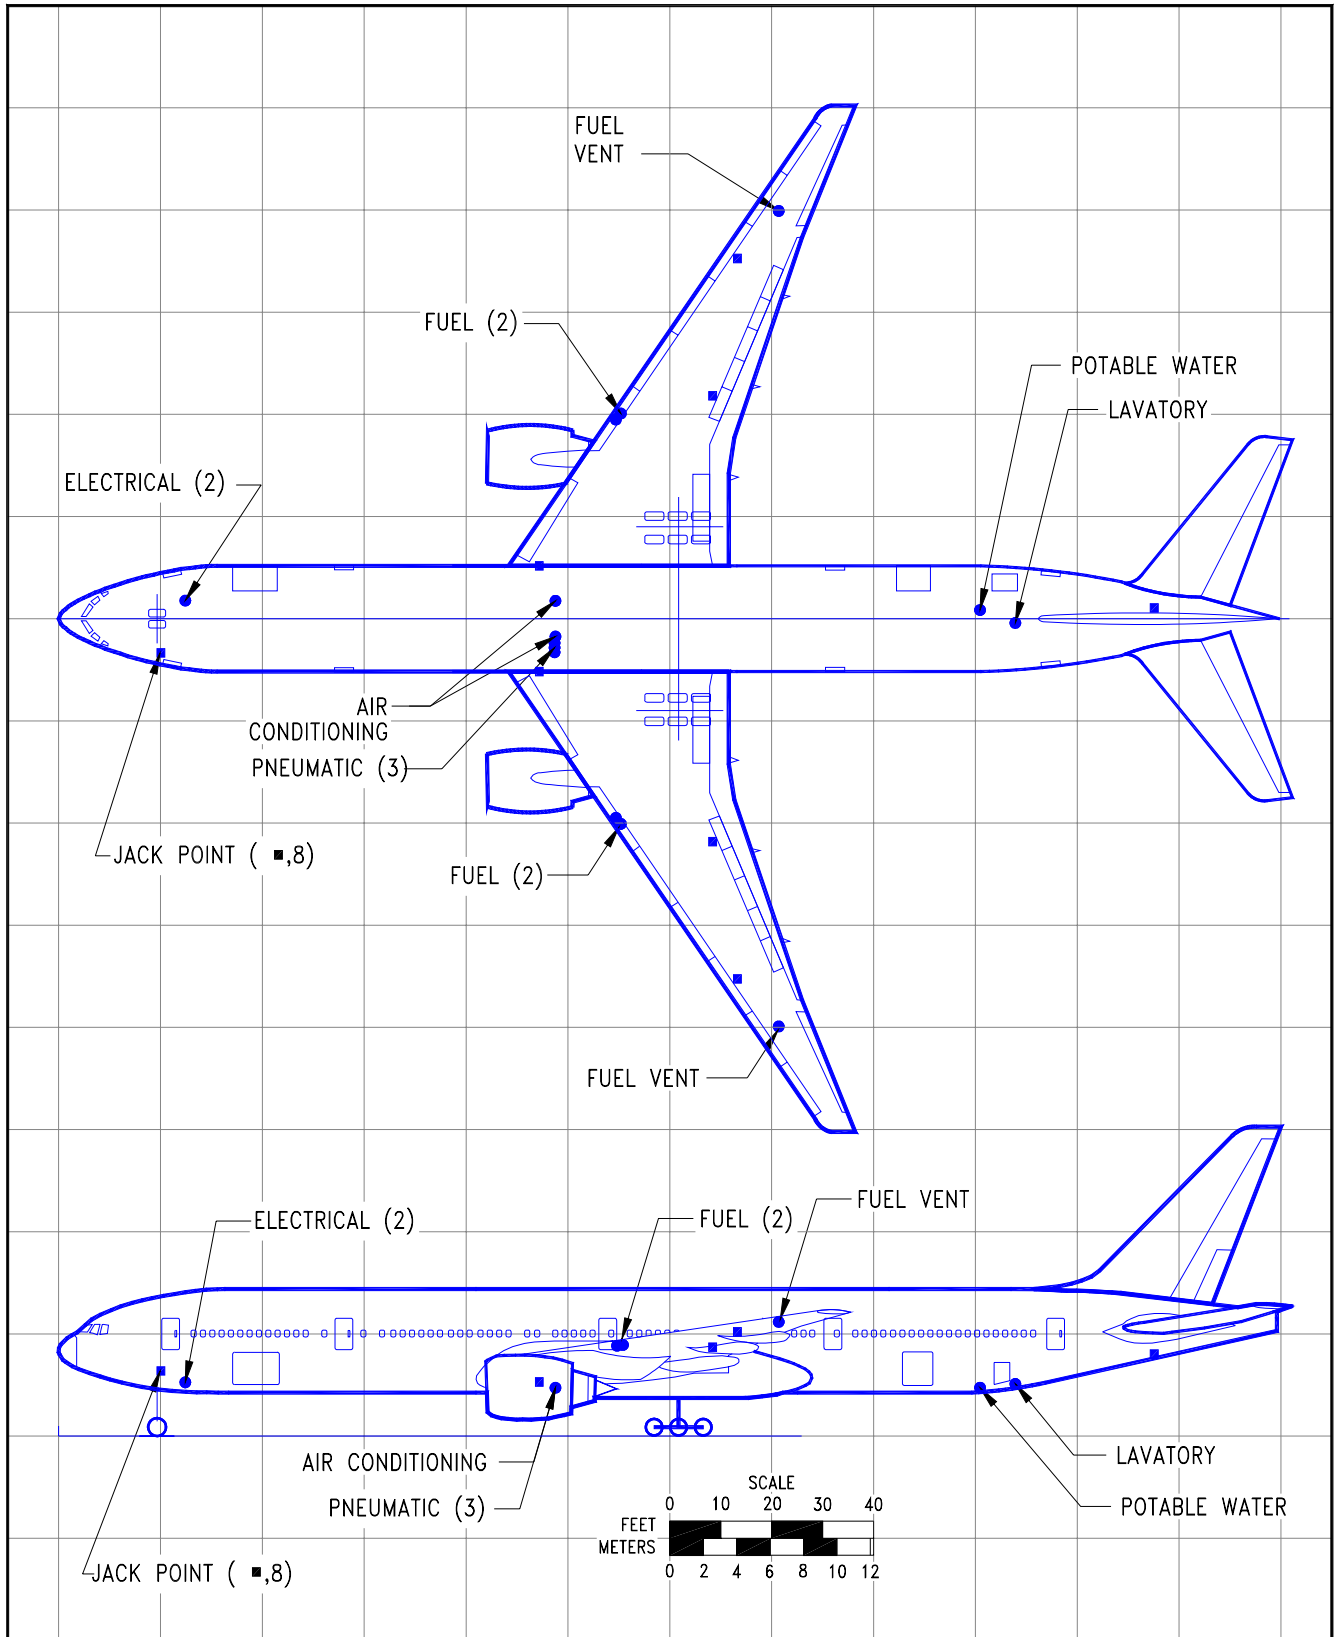 FUEL
VENT
FUEL (2)
POTABLE WATER
LAVATORY
ELECTRICAL (2)
AIR
CONDITIONING
PNEUMATIC (3)
JACK POINT ( ■,8)
FUEL (2)
FUEL VENT
FUEL VENT
FUEL (2)
ELECTRICAL (2)
LAVATORY
AIR CONDITIONING
SCALE
PNEUMATIC (3)
POTABLE WATER
0 10 20 30 40
FEET
METERS
0 2 4 6 8 10 12
JACK POINT ( ■,8)